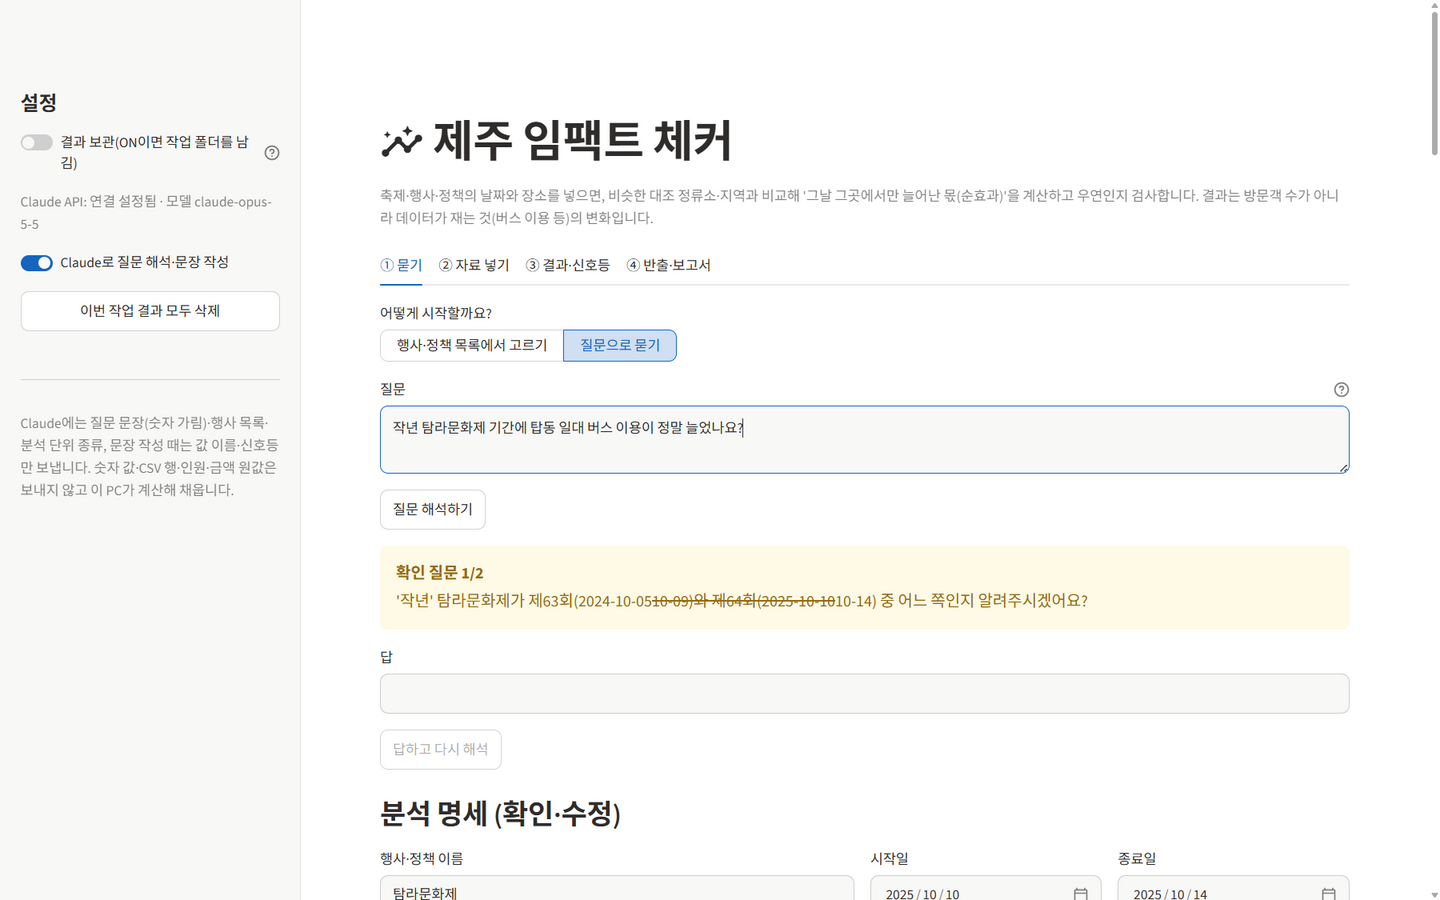 설정
결과 보관(ON이면 작업 폴더를 남
김)
Claude API: 연결 설정됨 · 모델 claude-opus-
5-5
Claude로 질문 해석·문장 작성
이번 작업 결과 모두 삭제
Claude에는 질문 문장(숫자 가림)·행사 목록·
분석 단위 종류, 문장 작성 때는 값 이름·신호등
만 보냅니다. 숫자 값·CSV 행·인원·금액 원값은
보내지 않고 이 PC가 계산해 채웁니다.
제주 임팩트 체커
축제·행사·정책의 날짜와 장소를 넣으면, 비슷한 대조 정류소·지역과 비교해 '그날 그곳에서만 늘어난 몫(순효과)'을 계산하고 우연인지 검사합니다. 결과는 방문객 수가 아니
라 데이터가 재는 것(버스 이용 등)의 변화입니다.
① 묻기 ② 자료 넣기 ③ 결과·신호등 ④ 반출·보고서
어떻게 시작할까요?
행사·정책 목록에서 고르기 질문으로 묻기
질문
작년 탐라문화제 기간에 탑동 일대 버스 이용이 정말 늘었나요?
질문 해석하기
확인 질문 1/2
'작년' 탐라문화제가 제63회(2024-10-0510-09)와 제64회(2025-10-1010-14) 중 어느 쪽인지 알려주시겠어요?
답
답하고 다시 해석
분석 명세 (확인·수정)
행사·정책 이름 시작일 종료일
탐라문화제 2025 / 10 / 10 2025 / 10 / 14